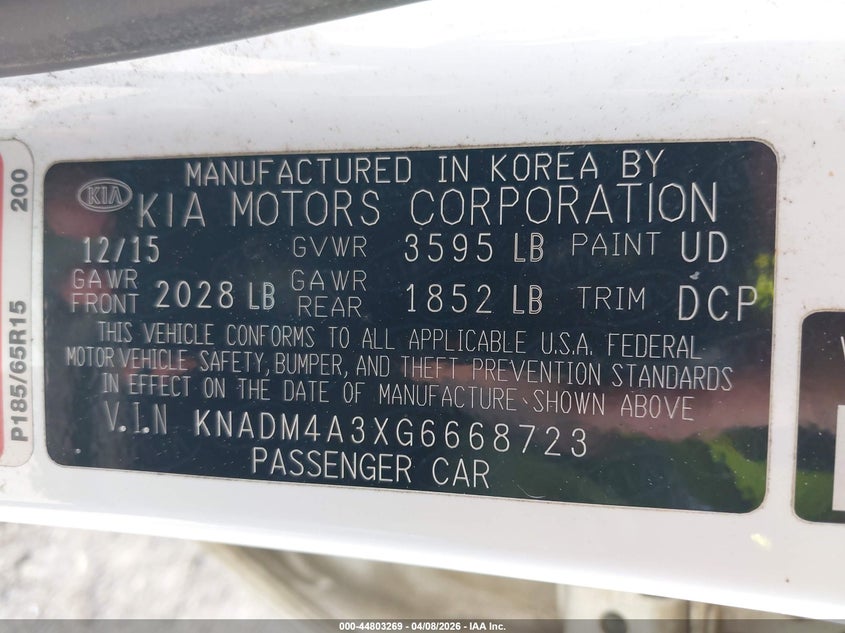 MANUFACTURED IN KOREA BY
KIA KIA MOTORS CORPORATION
12/15 GVWR 3595 LB PAINT UD
GAWR FRONT 2028 LB GAWR REAR 1852 LB TRIM DCP
THIS VEHICLE CONFORMS TO ALL APPLICABLE U.S.A. FEDERAL
MOTOR VEHICLE SAFETY, BUMPER, AND THEFT PREVENTION STANDARDS
IN EFFECT ON THE DATE OF MANUFACTURE SHOWN ABOVE
V.I.N KNADM4A3XG6668723
PASSENGER CAR
P185/65R15 200
000-44803269 - 04/08/2026 - IAA Inc.